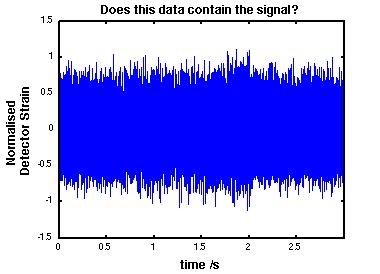 Does this data contain the signal?
1.5
1
0.5
0
-0.5
-1
-1.5
Normalised
Detector Strain
0 0.5 1 1.5 2 2.5
time /s